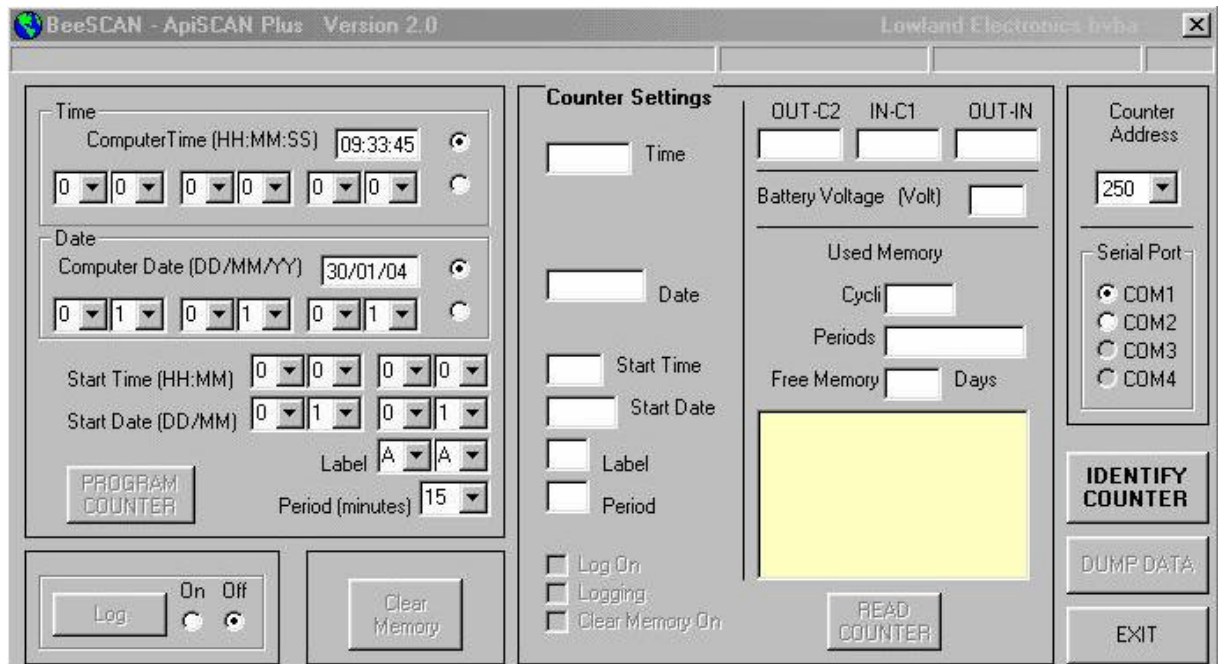 BeeSCAN - ApiSCAN Plus Version 2.0
Lowland Electronics bvba
Time
ComputerTime (HH:MM:SS) 09:33:45
0 0 0 0 0 0
Date
Computer Date (DD/MM/YY) 30/01/04
0 1 0 1 0 1
Start Time (HH:MM) 0 0 0 0
Start Date (DD/MM) 0 1 0 1
Label A A
Period (minutes) 15
PROGRAM
COUNTER
Log
On Off
Clear
Memory
Counter Settings
Time
Date
Start Time
Start Date
Label
Period
Log On
Logging
Clear Memory On
OUT-C2 IN-C1 OUT-IN
Battery Voltage (Volt)
Used Memory
Cycli
Periods
Free Memory Days
READ
COUNTER
Counter
Address
250
Serial Port
COM1
COM2
COM3
COM4
IDENTIFY
COUNTER
DUMP DATA
EXIT